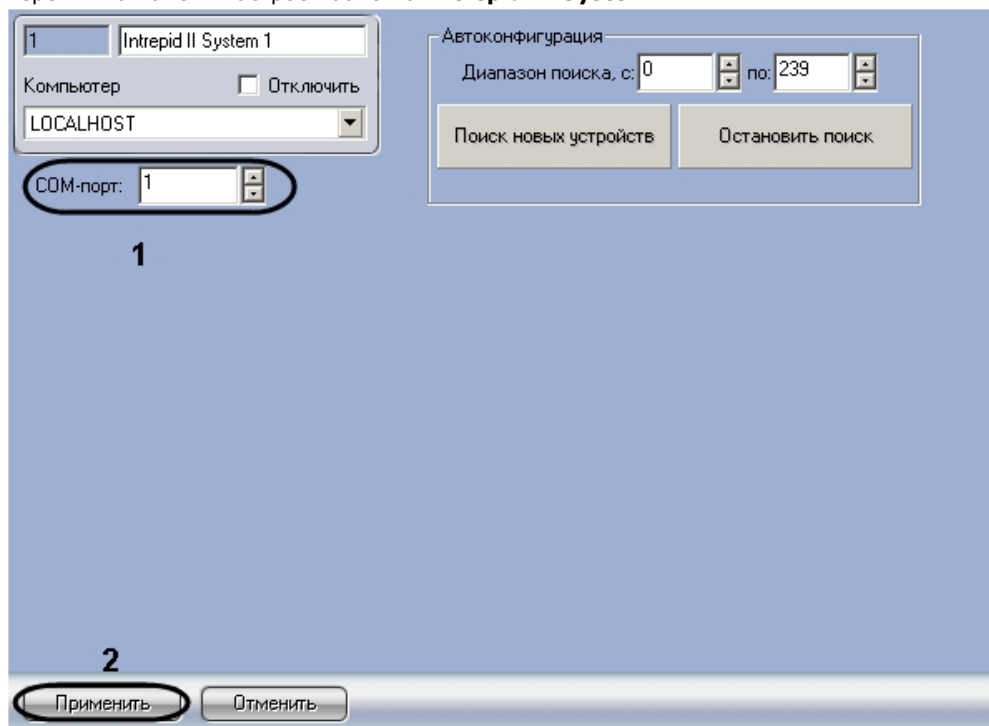 1 Intrepid II System 1
Компьютер Отключить
LOCALHOST
COM-порт: 1
1
Автоконфигурация
Диапазон поиска, с: 0 по: 239
Поиск новых устройств Остановить поиск
2
Применить Отменить